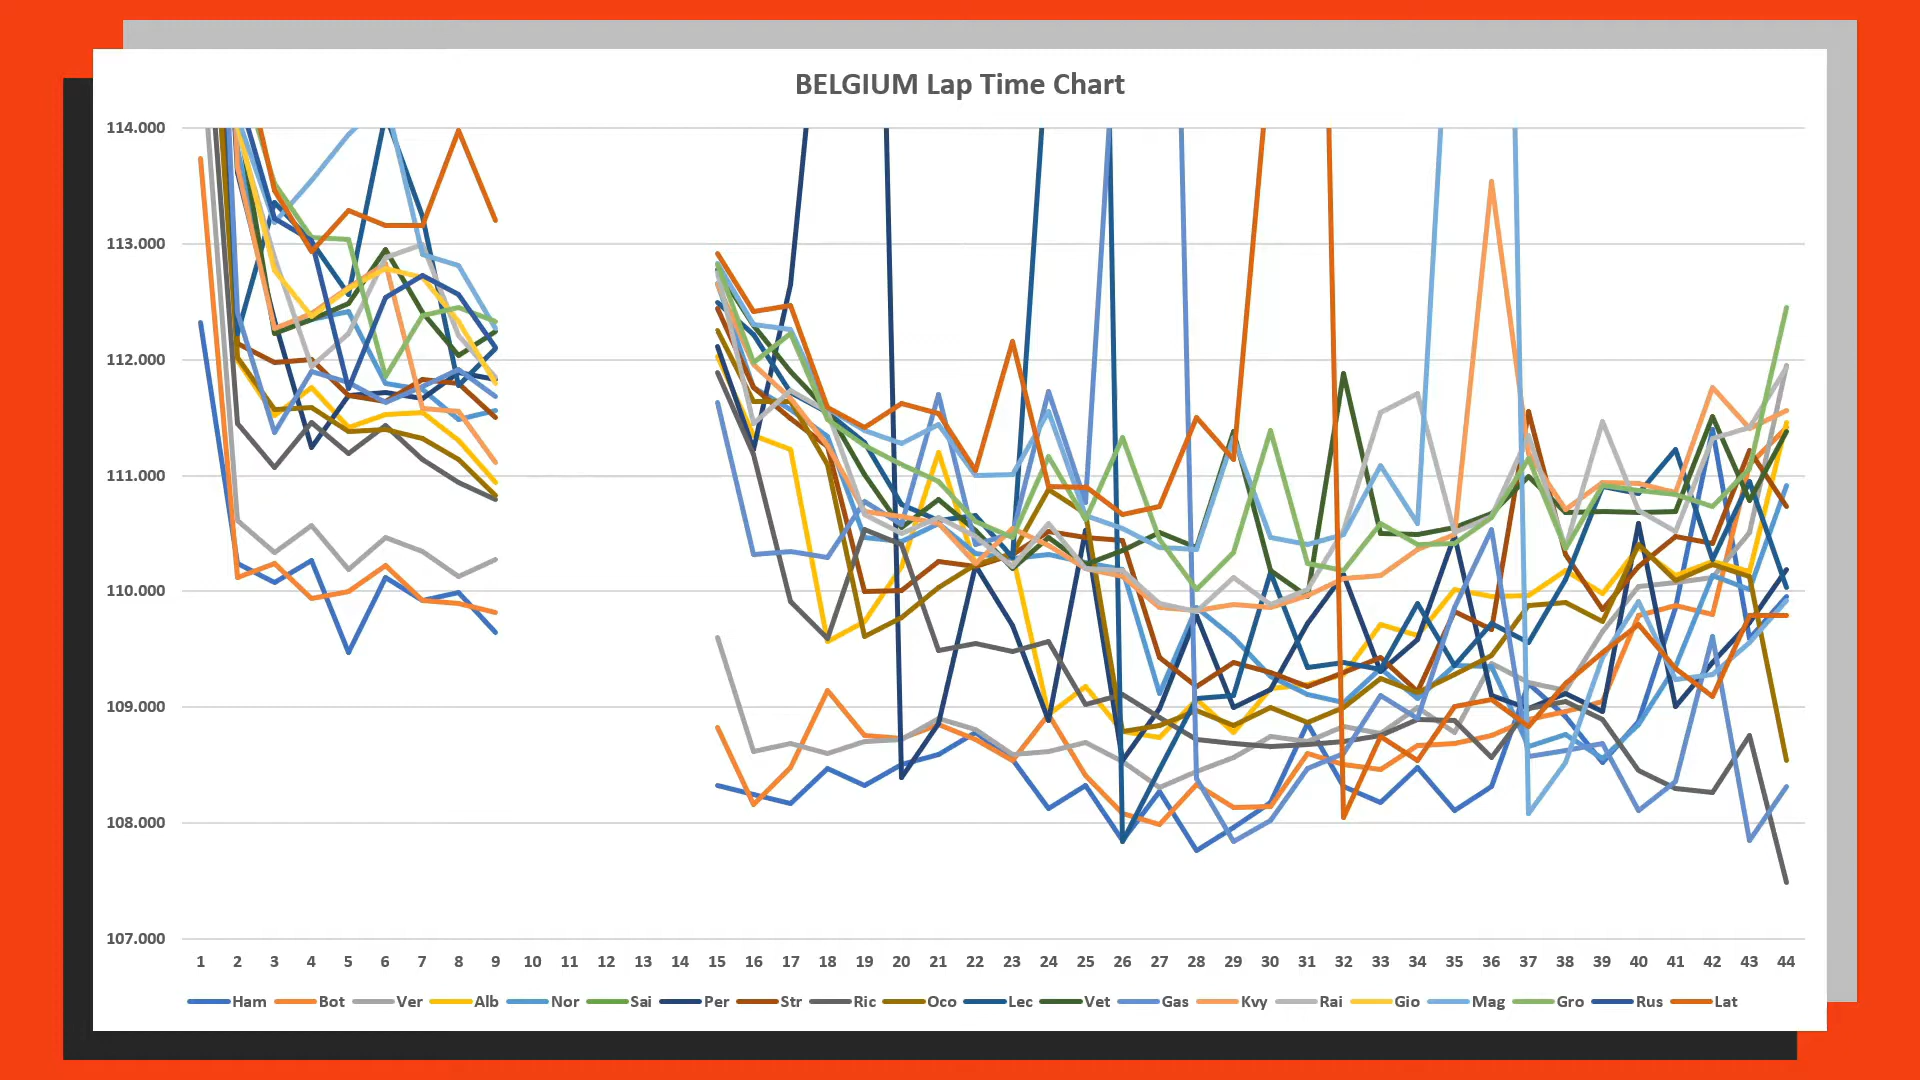 BELGIUM Lap Time Chart
114.000
113.000
112.000
111.000
110.000
109.000
108.000
107.000
1 2 3 4 5 6 7 8 9 10 11 12 13 14 15 16 17 18 19 20 21 22 23 24 25 26 27 28 29 30 31 32 33 34 35 36 37 38 39 40 41 42 43 44
Ham Bot Ver Alb Nor Sai Per Str Ric Oco Lec Vet Gas Kvy Rai Gio Mag Gro Rus Lat